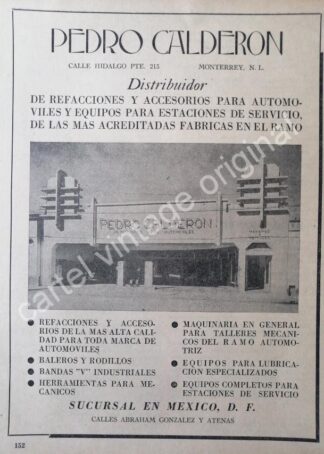 PEDRO CALDERON
CALLE HIDALGO PTE. 215 MONTERREY, N. L.
Distribuidor
DE REFACCIONES Y ACCESORIOS PARA AUTOMO-
VILES Y EQUIPOS PARA ESTACIONES DE SERVICIO,
DE LAS MAS ACREDITADAS FABRICAS EN EL RAMO
PEDRO CALDERON
AUTOMOVILES
Cartel vintage original
REFACCIONES Y ACCESO-
RIOS DE LA MAS ALTA CALI-
DAD PARA TODA MARCA DE
AUTOMOVILES
BALEROS Y RODILLOS
BANDAS "V" INDUSTRIALES
HERRAMIENTAS PARA ME-
CANICOS
MAQUINARIA EN GENERAL
PARA TALLERES MECANI-
COS DEL RAMO AUTOMO-
TRIZ
EQUIPOS PARA LUBRICA-
CION ESPECIALIZADOS
EQUIPOS COMPLETOS PARA
ESTACIONES DE SERVICIO
SUCURSAL EN MEXICO, D. F.
CALLES ABRAHAM GONZALEZ Y ATENAS
152